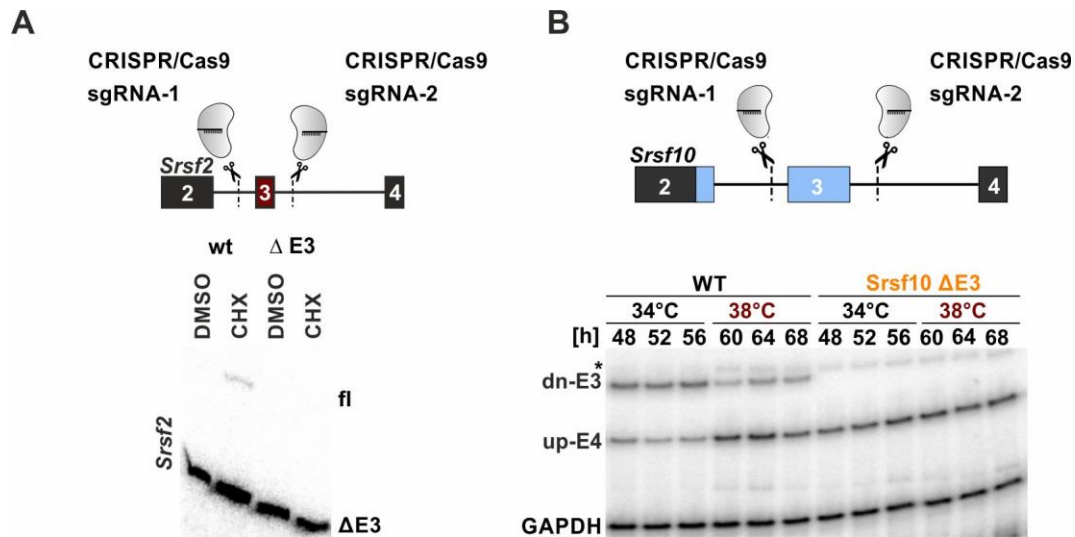 A
CRISPR/Cas9
sgRNA-1
CRISPR/Cas9
sgRNA-2
Srsf2
2
3
4
wt
Δ E3
DMSO
CHX
DMSO
CHX
fl
Srsf2
ΔE3
B
CRISPR/Cas9
sgRNA-1
CRISPR/Cas9
sgRNA-2
Srsf10
2
3
4
WT
Srsf10 ΔE3
34°C
38°C
34°C
38°C
[h] 48 52 56 60 64 68 48 52 56 60 64 68
*
dn-E3
up-E4
GAPDH